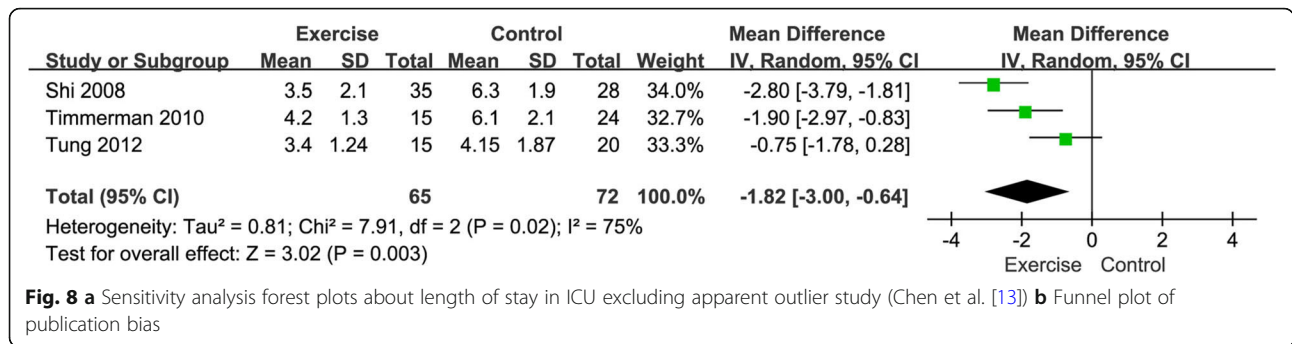 Exercise Control Mean Difference Mean Difference
Study or Subgroup Mean SD Total Mean SD Total Weight IV, Random, 95% CI IV, Random, 95% CI
Shi 2008 3.5 2.1 35 6.3 1.9 28 34.0% -2.80 [-3.79, -1.81]
Timmerman 2010 4.2 1.3 15 6.1 2.1 24 32.7% -1.90 [-2.97, -0.83]
Tung 2012 3.4 1.24 15 4.15 1.87 20 33.3% -0.75 [-1.78, 0.28]
Total (95% CI) 65 72 100.0% -1.82 [-3.00, -0.64]
Heterogeneity: Tau² = 0.81; Chi² = 7.91, df = 2 (P = 0.02); I² = 75%
Test for overall effect: Z = 3.02 (P = 0.003)
-4 -2 0 2 4
Exercise Control
Fig. 8 a Sensitivity analysis forest plots about length of stay in ICU excluding apparent outlier study (Chen et al. [13]) b Funnel plot of
publication bias